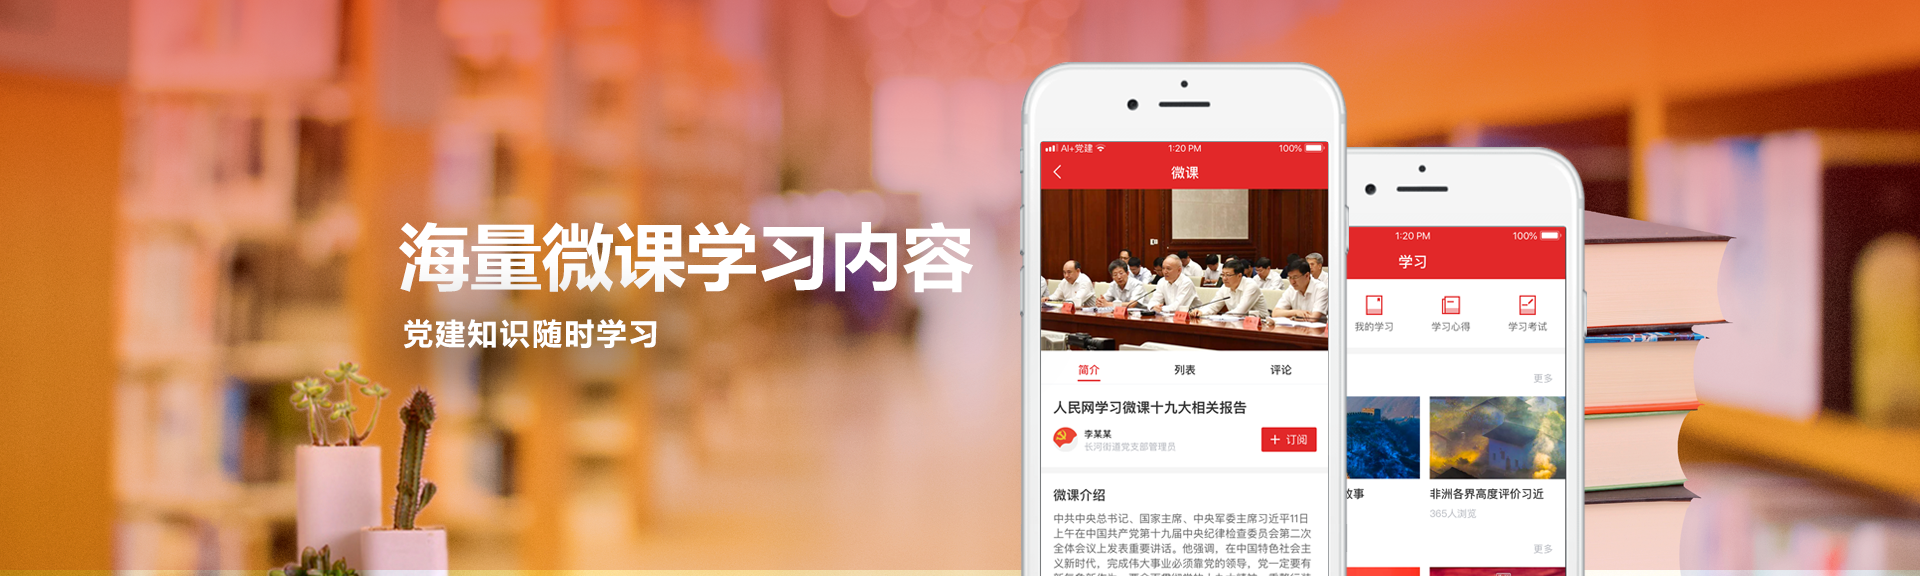 海量微课学习内容
党建知识随时学习
AI+党建 1:20 PM 100%
微课
简介 列表 评论
人民网学习微课十九大相关报告
李某某
长河街道党支部管理员
+ 订阅
微课介绍
中共中央总书记、国家主席、中央军委主席习近平11日
上午在中国共产党第十九届中央纪律检查委员会第二次
全体会议上发表重要讲话。他强调，在中国特色社会主
义新时代，完成伟大事业必须靠党的领导，党一定要有
1:20 PM 100%
学习
我的学习 学习心得 学习考试
更多
故事
非洲各界高度评价习近
365人浏览
更多